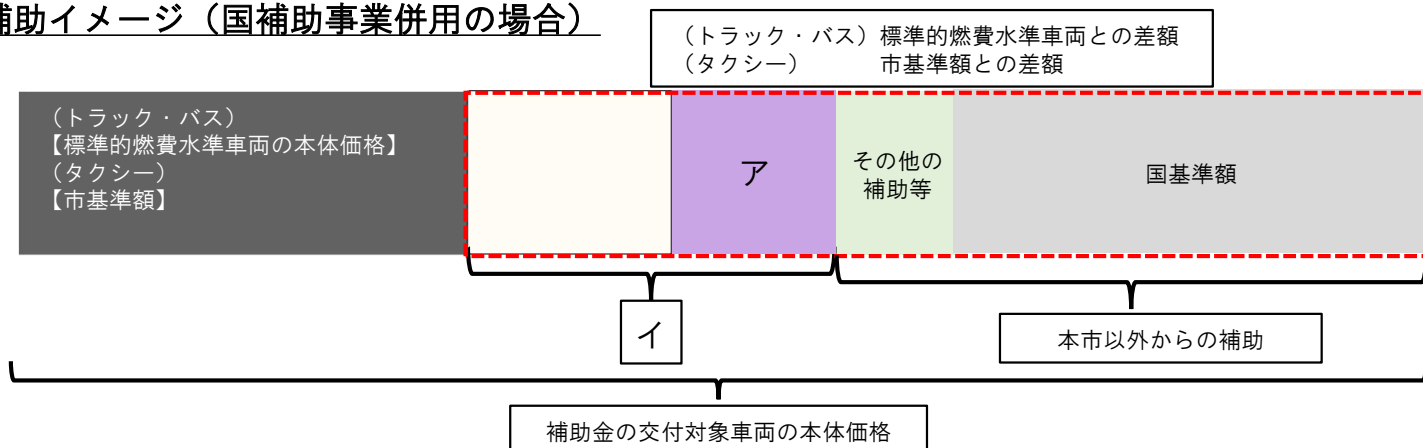 補助イメージ（国補助事業併用の場合）
（トラック・バス）標準的燃費水準車両との差額
（タクシー）　　　市基準額との差額
（トラック・バス）
【標準的燃費水準車両の本体価格】
（タクシー）
【市基準額】
ア
その他の
補助等
国基準額
イ
本市以外からの補助
補助金の交付対象車両の本体価格